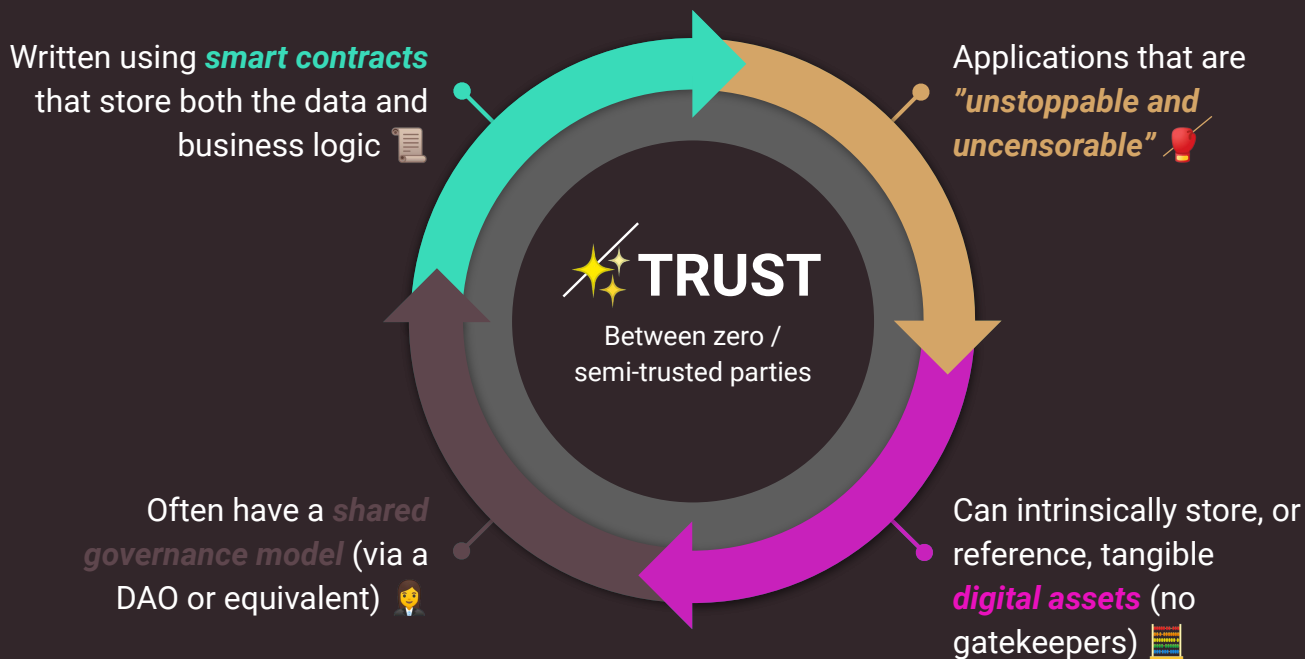 Written using smart contracts
that store both the data and
business logic 📜
Applications that are
”unstoppable and
uncensorable” 🥊
✨TRUST
Between zero /
semi-trusted parties
Often have a shared
governance model (via a
DAO or equivalent) 👩‍💼
Can intrinsically store, or
reference, tangible
digital assets (no
gatekeepers) 🧮